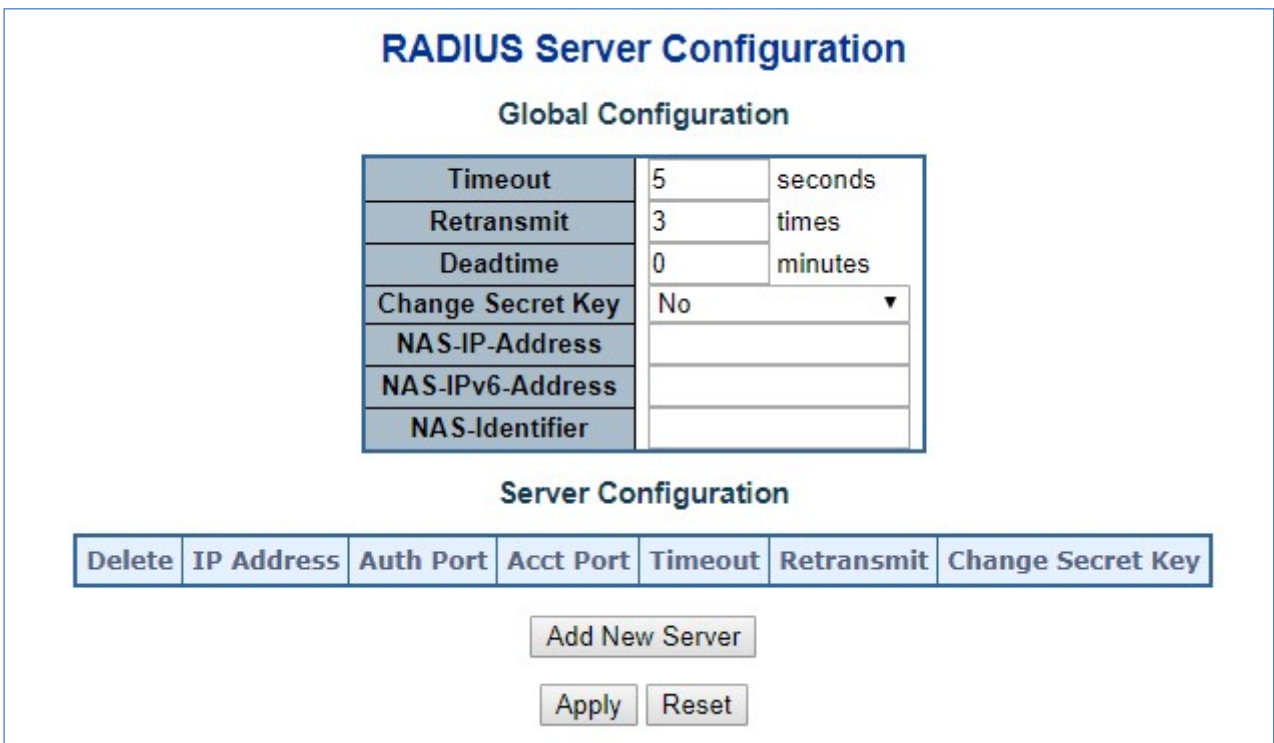 RADIUS Server Configuration
Global Configuration
Timeout 5 seconds
Retransmit 3 times
Deadtime 0 minutes
Change Secret Key No
NAS-IP-Address
NAS-IPv6-Address
NAS-Identifier
Server Configuration
Delete IP Address Auth Port Acct Port Timeout Retransmit Change Secret Key
Add New Server
Apply Reset